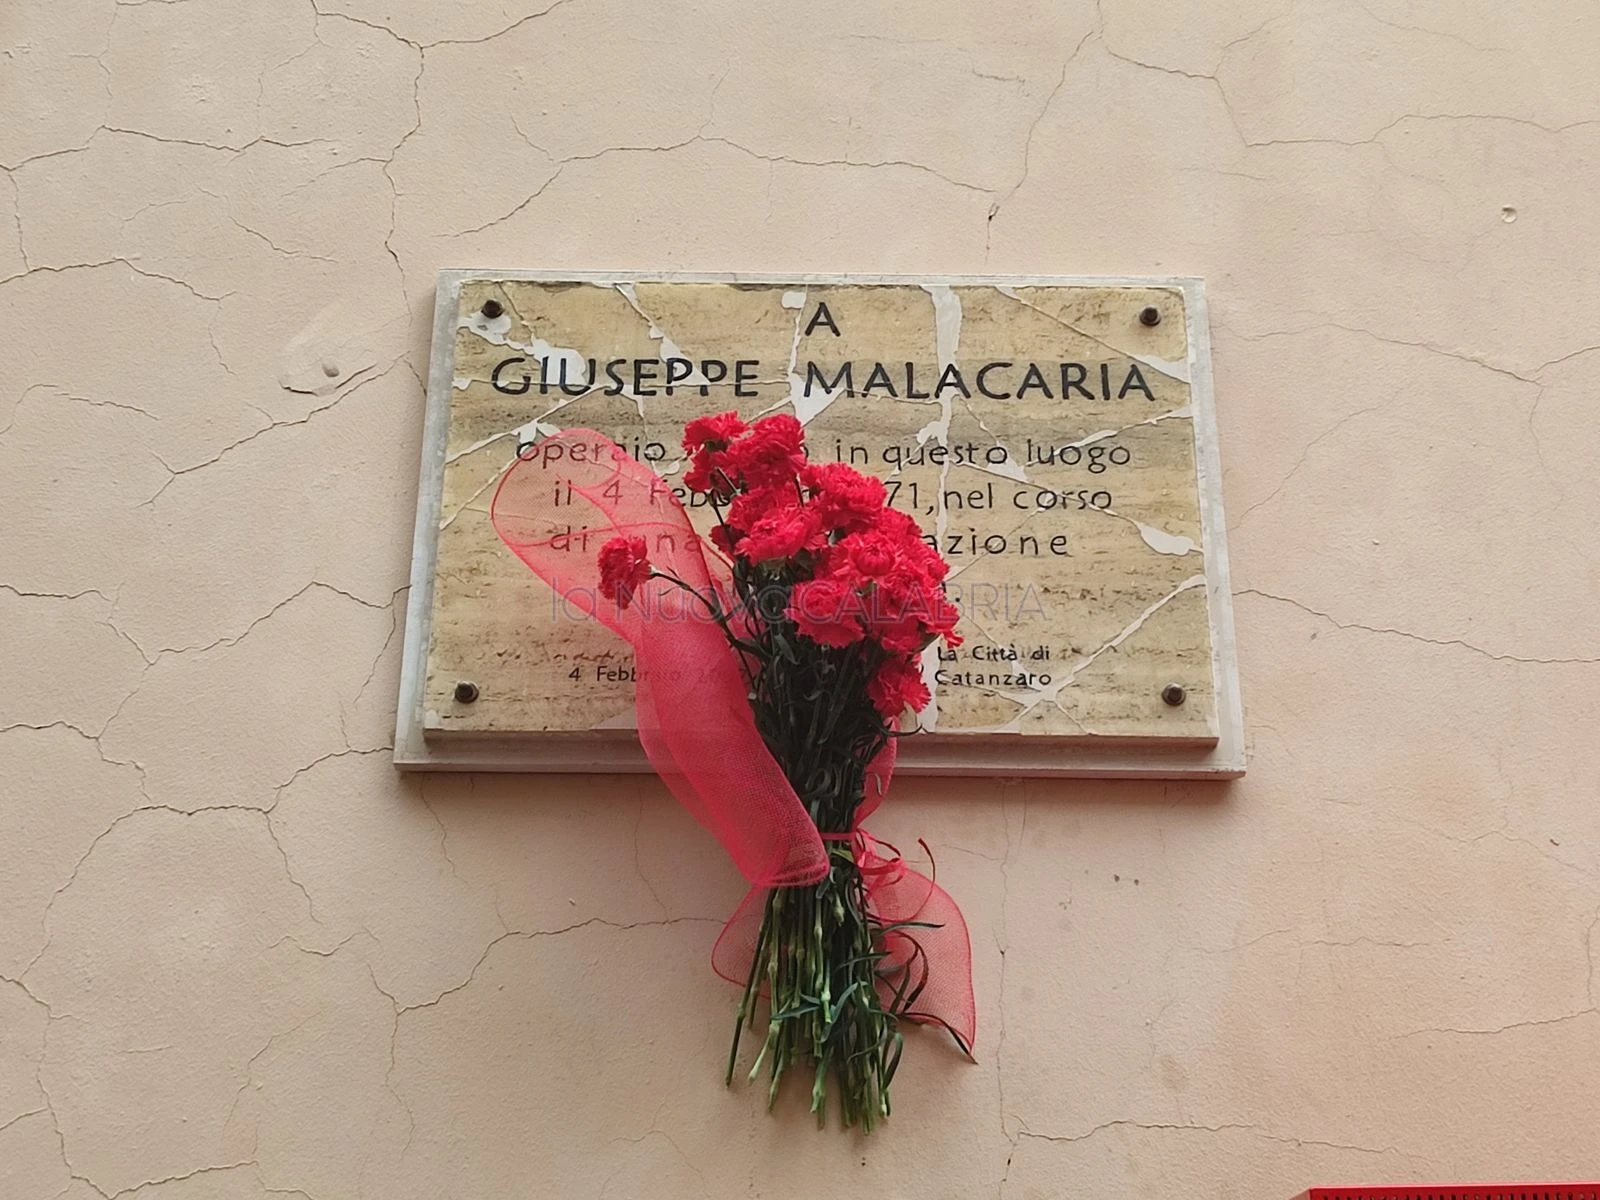 A
GIUSEPPE MALACARIA
operaio in questo luogo
il 4 Febb 71, nel corso
di una azione
la Nuova CALABRIA
La Città di
4 Febbraio Catanzaro